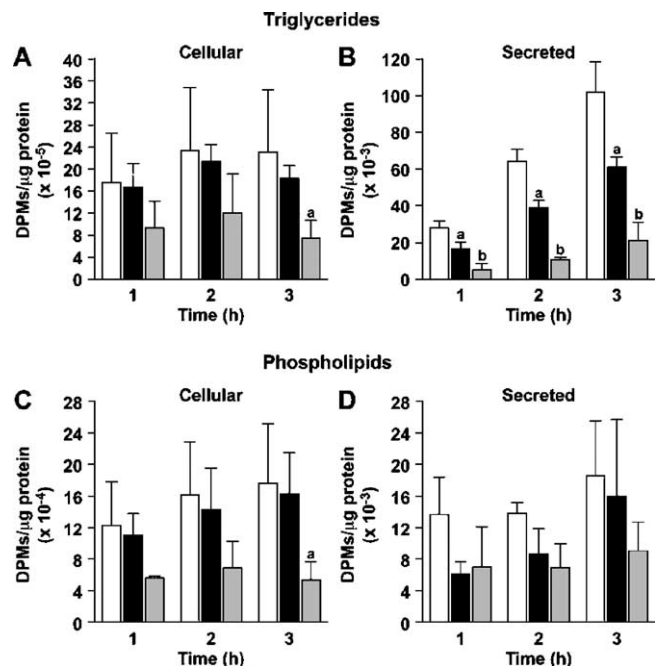 Triglycerides
A Cellular
DPMs/µg protein
(x 10-5)
40
36
32
28
24
20
16
12
8
4
0
a
1 2 3
Time (h)
B Secreted
DPMs/µg protein
(x 10-3)
120
100
80
60
40
20
0
a b a b a b
1 2 3
Time (h)
Phospholipids
C Cellular
DPMs/µg protein
(x 10-4)
28
24
20
16
12
8
4
0
a
1 2 3
Time (h)
D Secreted
DPMs/µg protein
(x 10-3)
28
24
20
16
12
8
4
0
1 2 3
Time (h)